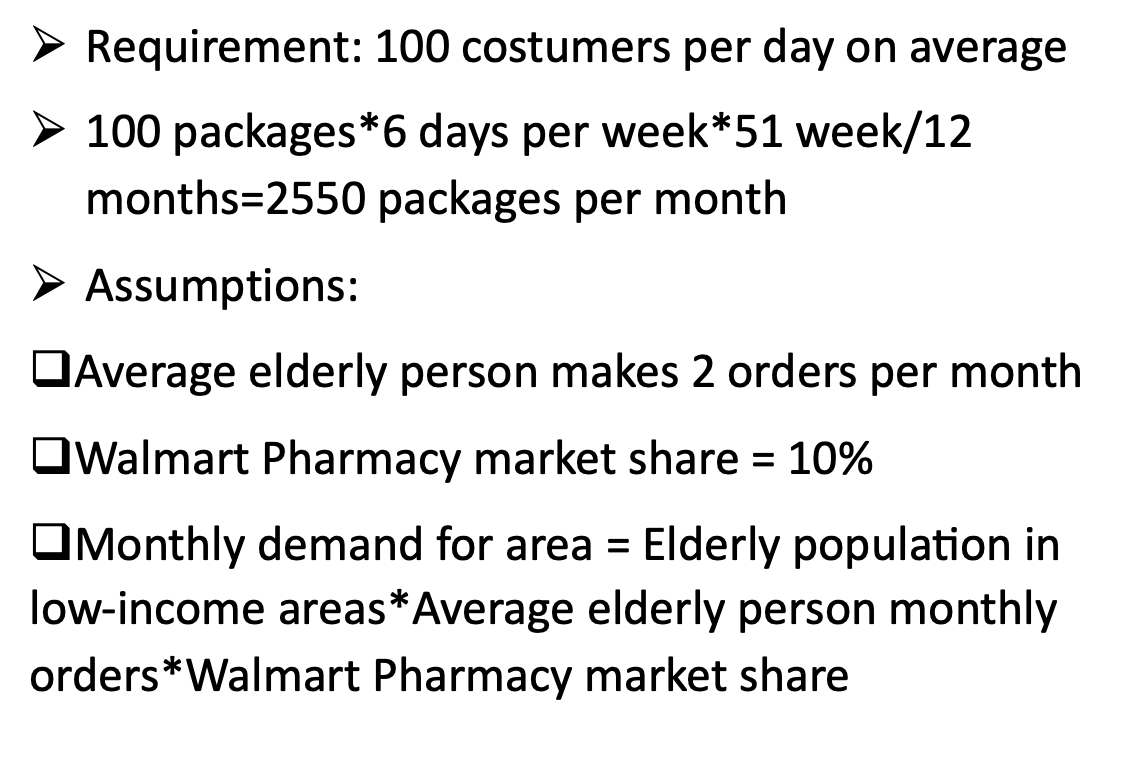 ➢ Requirement: 100 costumers per day on average
➢ 100 packages*6 days per week*51 week/12
months=2550 packages per month
➢ Assumptions:
❑Average elderly person makes 2 orders per month
❑Walmart Pharmacy market share = 10%
❑Monthly demand for area = Elderly population in
low-income areas*Average elderly person monthly
orders*Walmart Pharmacy market share